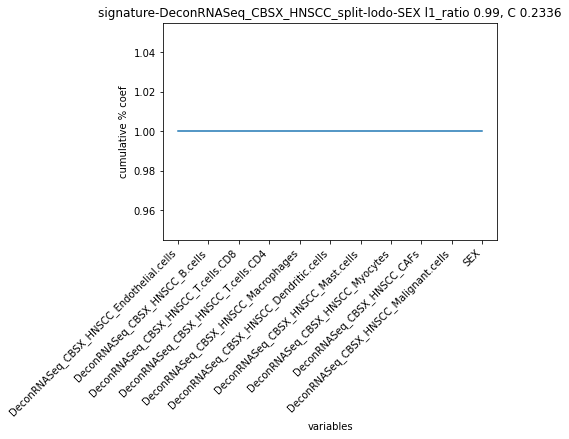 signature-DeconRNASeq_CBSX_HNSCC_split-lodo-SEX l1_ratio 0.99, C 0.2336
1.04
1.02
1.00
0.98
0.96
cumulative % coef
DeconRNASeq_CBSX_HNSCC_Endothelial.cells
DeconRNASeq_CBSX_HNSCC_B.cells
DeconRNASeq_CBSX_HNSCC_T.cells.CD8
DeconRNASeq_CBSX_HNSCC_T.cells.CD4
DeconRNASeq_CBSX_HNSCC_Macrophages
DeconRNASeq_CBSX_HNSCC_Dendritic.cells
DeconRNASeq_CBSX_HNSCC_Mast.cells
DeconRNASeq_CBSX_HNSCC_Myocytes
DeconRNASeq_CBSX_HNSCC_CAFs
DeconRNASeq_CBSX_HNSCC_Malignant.cells
SEX
variables